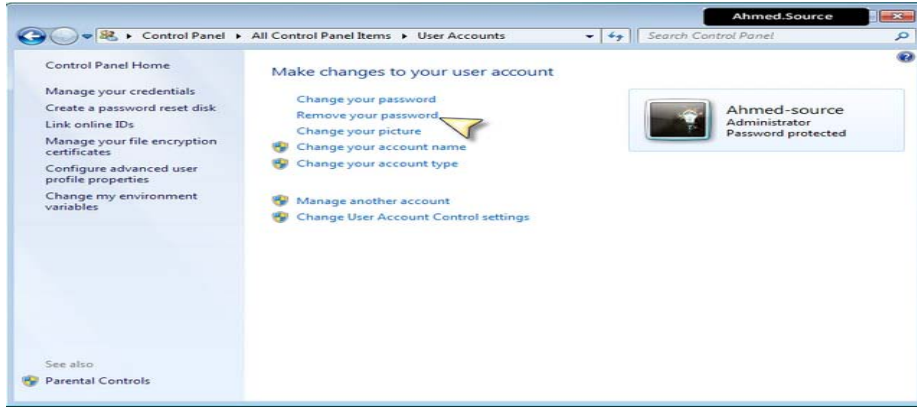 Ahmed.Source
Control Panel ▸ All Control Panel Items ▸ User Accounts
Search Control Panel
Control Panel Home
Manage your credentials
Create a password reset disk
Link online IDs
Manage your file encryption
certificates
Configure advanced user
profile properties
Change my environment
variables
See also
Parental Controls
Make changes to your user account
Change your password
Remove your password
Change your picture
Change your account name
Change your account type
Manage another account
Change User Account Control settings
Ahmed-source
Administrator
Password protected